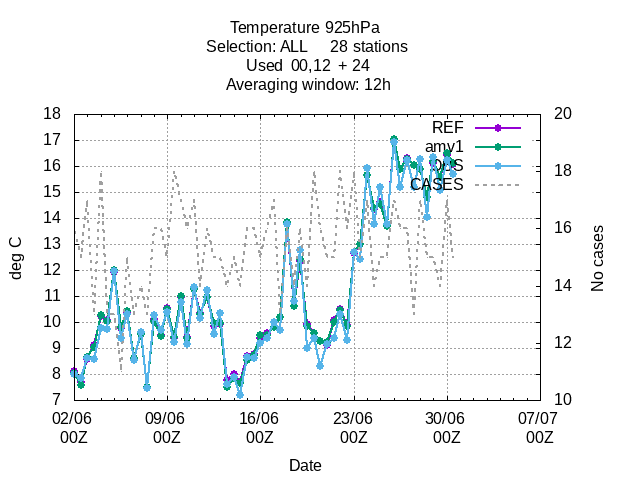 Temperature 925hPa
Selection: ALL 28 stations
Used 00,12 + 24
Averaging window: 12h
deg C
18
17
16
15
14
13
12
11
10
9
8
7
REF
amv1
OBS
CASES
20
18
16
14
12
10
No cases
02/06 09/06 16/06 23/06 30/06 07/07
00Z 00Z 00Z 00Z 00Z 00Z
Date